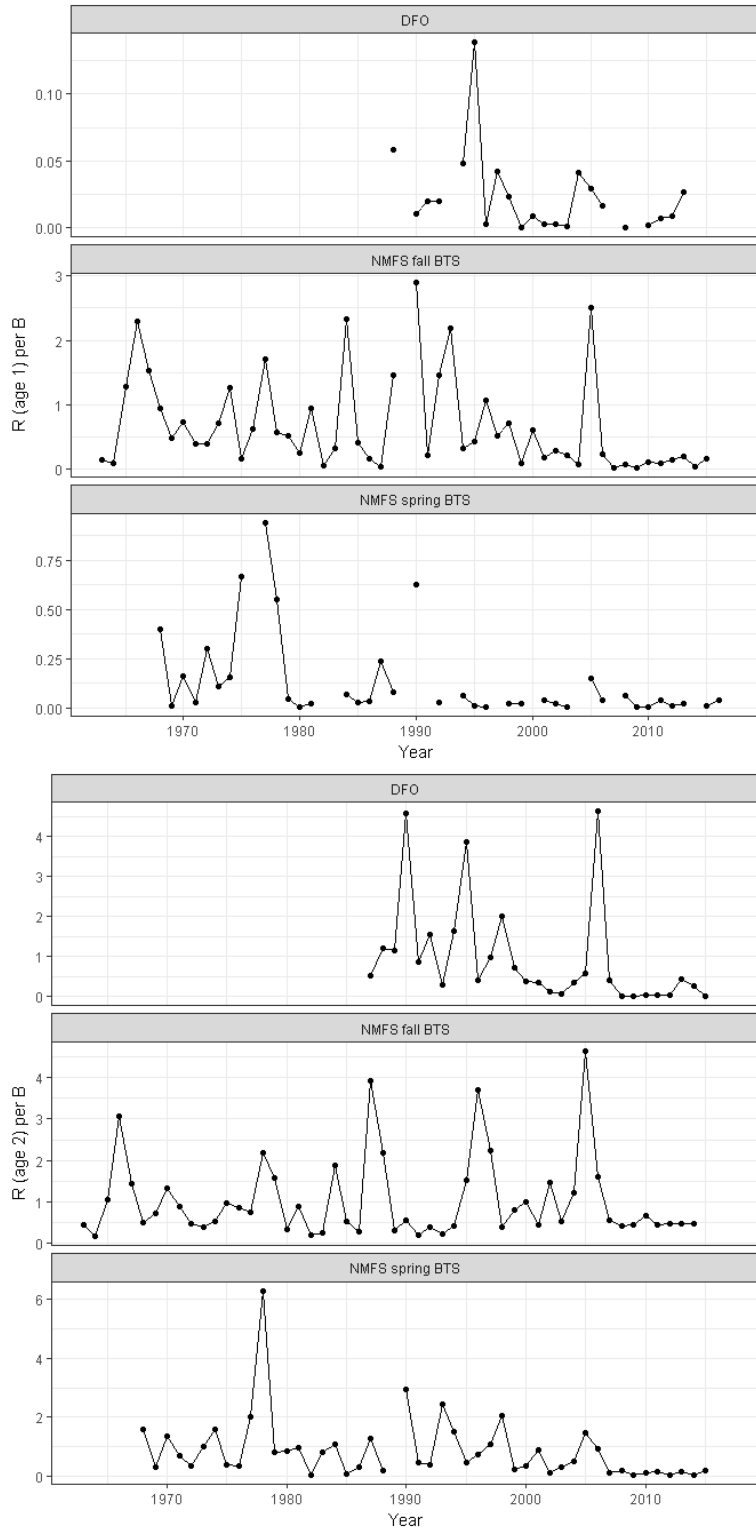 DFO
0.10
0.05
0.00
NMFS fall BTS
3
2
1
0
R (age 1) per B
NMFS spring BTS
0.75
0.50
0.25
0.00
1970 1980 1990 2000 2010
Year
DFO
4
3
2
1
0
NMFS fall BTS
4
3
2
1
0
R (age 2) per B
NMFS spring BTS
6
4
2
0
1970 1980 1990 2000 2010
Year